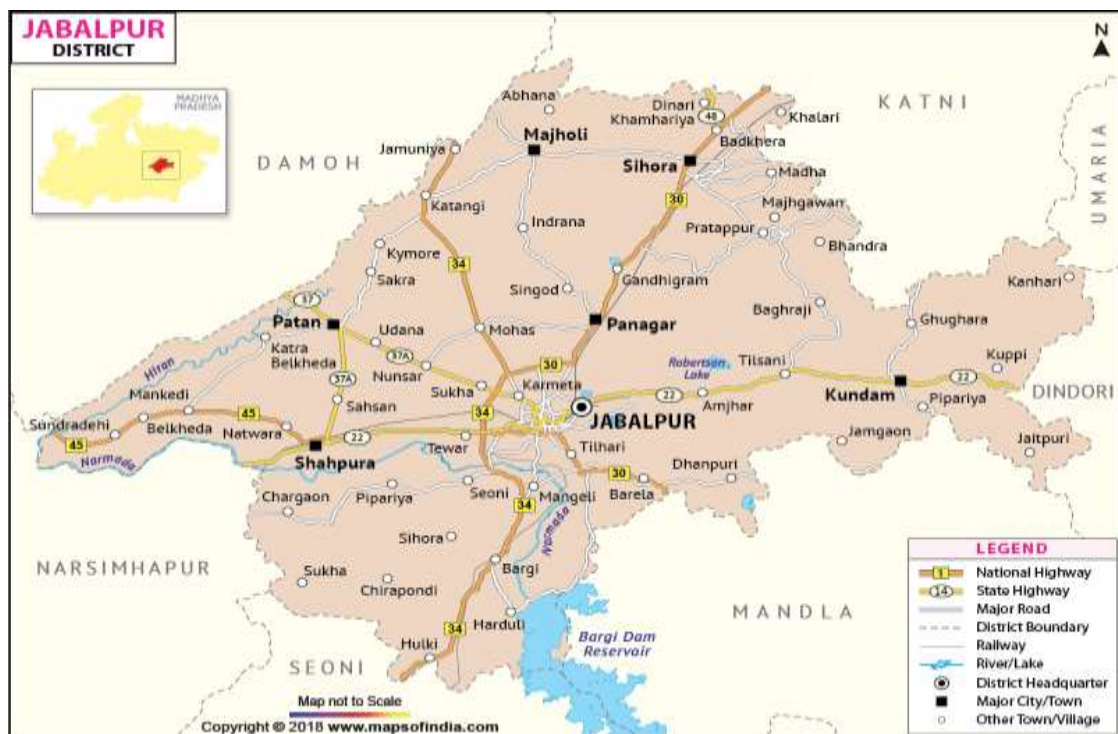 JABALPUR
DISTRICT
N
MADHYA
PRADESH
KATNI
DAMOH
UMARIA
DINDORI
MANDLA
SEONI
NARSIMHAPUR
Abhana
Majholi
Jamuniya
Katangi
Dinari
Khamhariya
48
Khalari
Badkhera
Sihora
Madha
30
Majhgawan
Pratappur
Bhandra
Indrana
Kymore
34
Sakra
Gandhigram
Singod
Kanhari
Baghraji
Ghughara
37
Patan
Udana
Mohas
Panagar
Katra
Belkheda
37A
Nunsar
30
Robertson
Lake
Tilsani
Kuppi
Hiran
37A
Sukha
Karmeta
22
Amjhar
Kundam
22
Mankedi
Sahsan
34
JABALPUR
Pipariya
Sundradehi
45
Belkheda
Natwara
22
Tewar
Tilhari
Jamgaon
Jaitpuri
45
Narmada
Shahpura
30
Dhanpuri
Chargaon
Pipariya
Seoni
Mangeli
Barela
34
Narmada
Sihora
Sukha
Chirapondi
Bargi
Harduli
34
Hulki
Bargi Dam
Reservair
LEGEND
1 National Highway
14 State Highway
Major Road
District Boundary
Railway
River/Lake
District Headquarter
Major City/Town
Other Town/Village
Map not to Scale
Copyright © 2018 www.mapsofindia.com